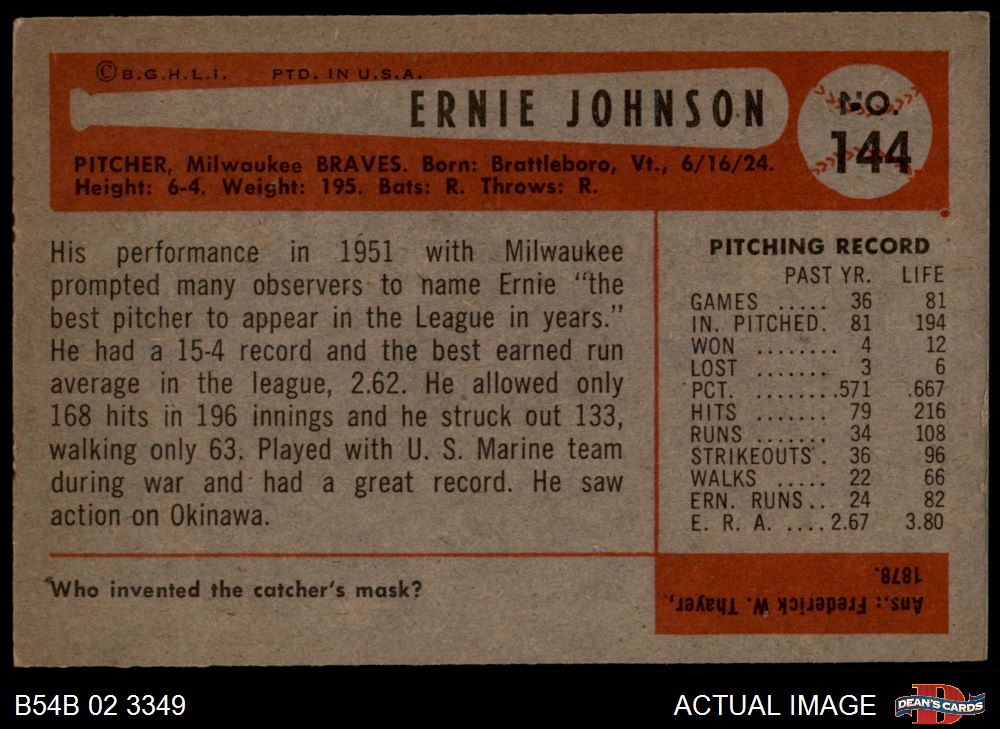 ©B.G.H.L.I. PTD. IN U.S.A.
ERNIE JOHNSON
NO.
144
PITCHER, Milwaukee BRAVES. Born: Brattleboro, Vt., 6/16/24.
Height: 6-4. Weight: 195. Bats: R. Throws: R.
His performance in 1951 with Milwaukee
prompted many observers to name Ernie "the
best pitcher to appear in the League in years."
He had a 15-4 record and the best earned run
average in the league, 2.62. He allowed only
168 hits in 196 innings and he struck out 133,
walking only 63. Played with U. S. Marine team
during war and had a great record. He saw
action on Okinawa.
PITCHING RECORD
PAST YR. LIFE
GAMES ..... 36 81
IN. PITCHED. 81 194
WON ........ 4 12
LOST ....... 3 6
PCT. ........571 .667
HITS ....... 79 216
RUNS ....... 34 108
STRIKEOUTS . 36 96
WALKS ..... 22 66
ERN. RUNS.. 24 82
E. R. A. ....2.67 3.80
Who invented the catcher's mask?
Ans.: Frederick W. Thayer,
1878.
B54B 02 3349
ACTUAL IMAGE
D
DEAN'S CARDS